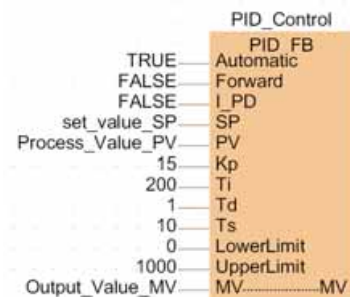 PID_Control
PID_FB
TRUE Automatic
FALSE Forward
FALSE I_PD
set_value_SP SP
Process_Value_PV PV
15 Kp
200 Ti
1 Td
10 Ts
0 LowerLimit
1000 UpperLimit
Output_Value_MV MV MV